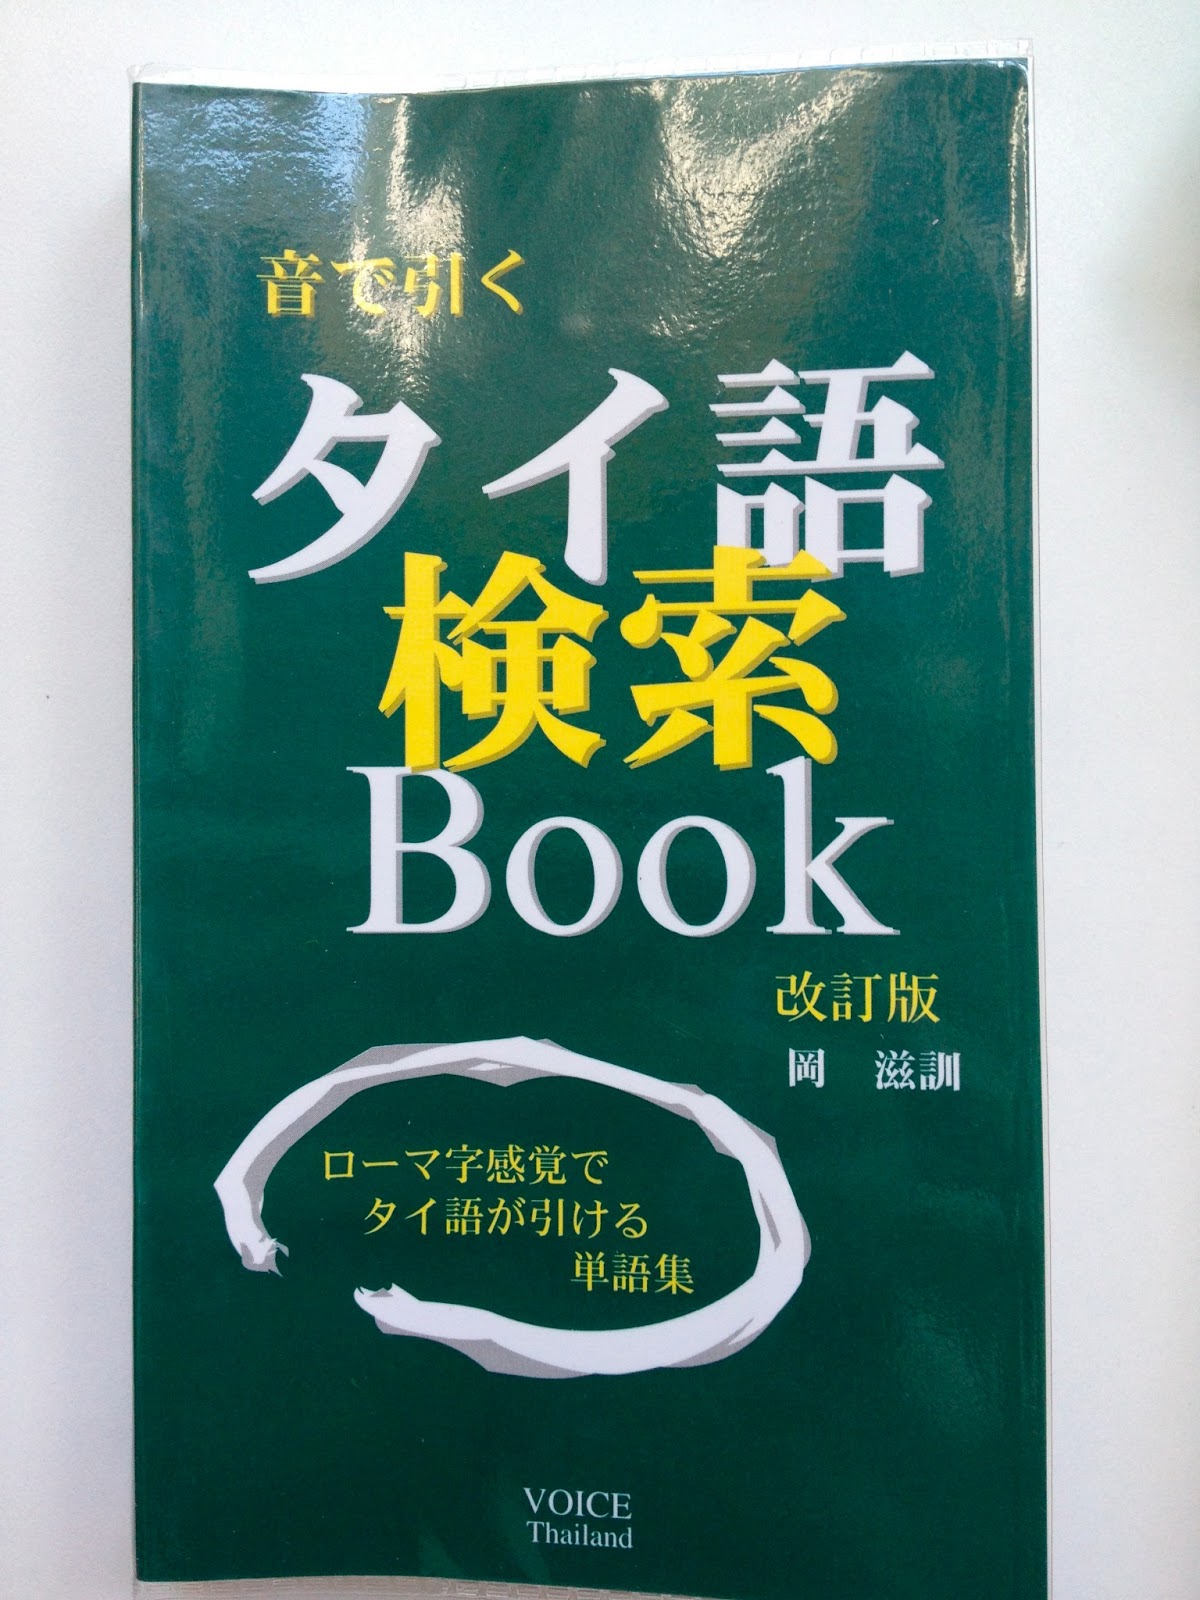 音で引く
タイ語
検索
Book
改訂版
岡　滋訓
ローマ字感覚で
タイ語が引ける
単語集
VOICE
Thailand